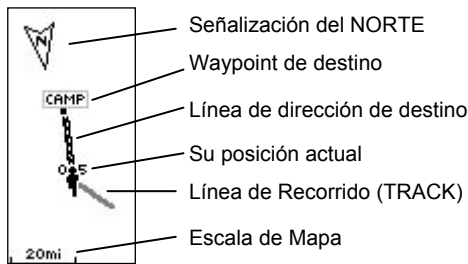 N
Señalización del NORTE
Waypoint de destino
CAMP
Línea de dirección de destino
Su posición actual
05
Línea de Recorrido (TRACK)
Escala de Mapa
20mi